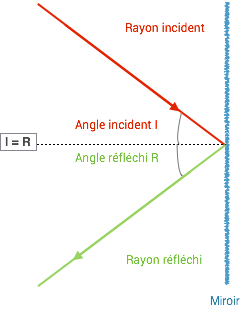 Rayon incident
Angle incident I
I = R
Angle réfléchi R
Rayon réfléchi
Miroir